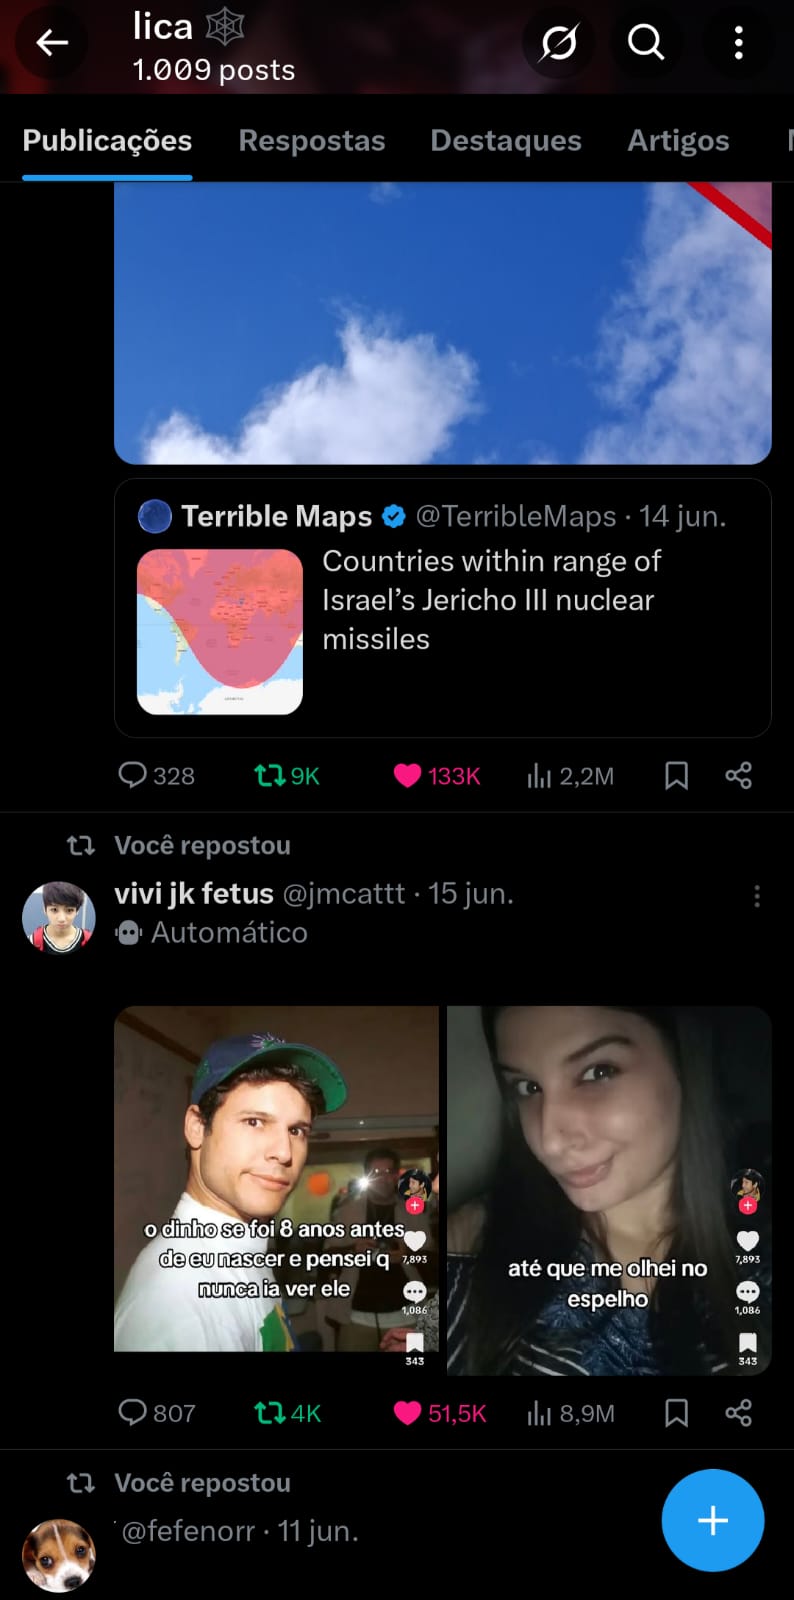 lica
1.009 posts
Publicações Respostas Destaques Artigos
Terrible Maps @TerribleMaps · 14 jun.
Countries within range of
Israel's Jericho III nuclear
missiles
328 9K 133K 2,2M
Você repostou
vivi jk fetus @jmcattt · 15 jun.
Automático
o dinho se foi 8 anos antes
de eu nascer e pensei q
nunca ia ver ele
7,893
1,086
343
até que me olhei no
espelho
7,893
1,086
343
807 4K 51,5K 8,9M
Você repostou
@fefenorr · 11 jun.